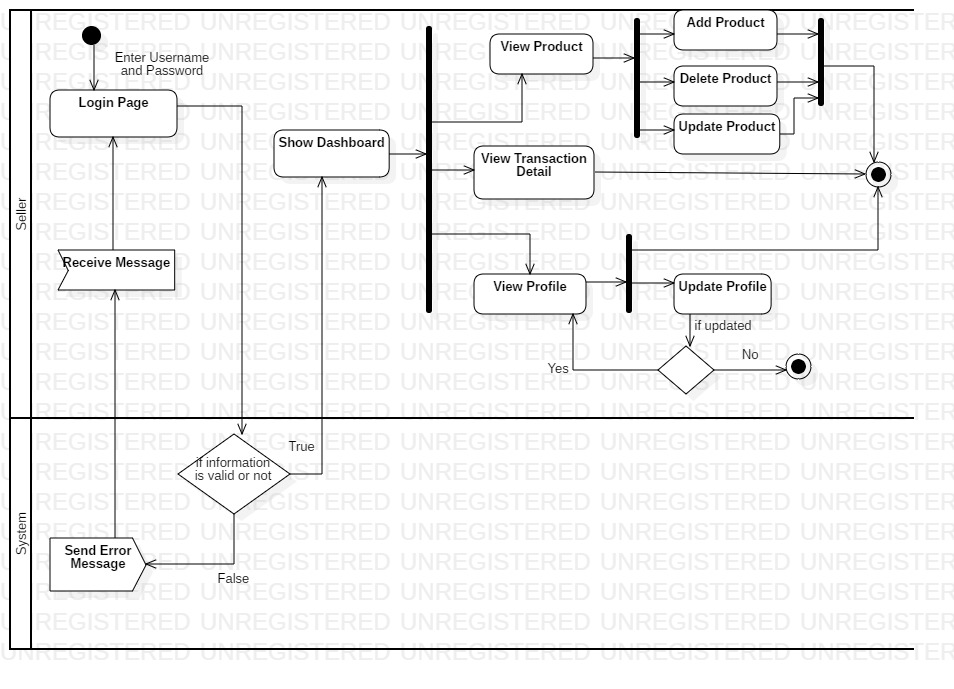 Seller
Enter Username
and Password
Login Page
Receive Message
Show Dashboard
View Product
Add Product
Delete Product
Update Product
View Transaction
Detail
View Profile
Update Profile
if updated
Yes
No
System
if information
is valid or not
True
False
Send Error
Message
UNREGISTERED